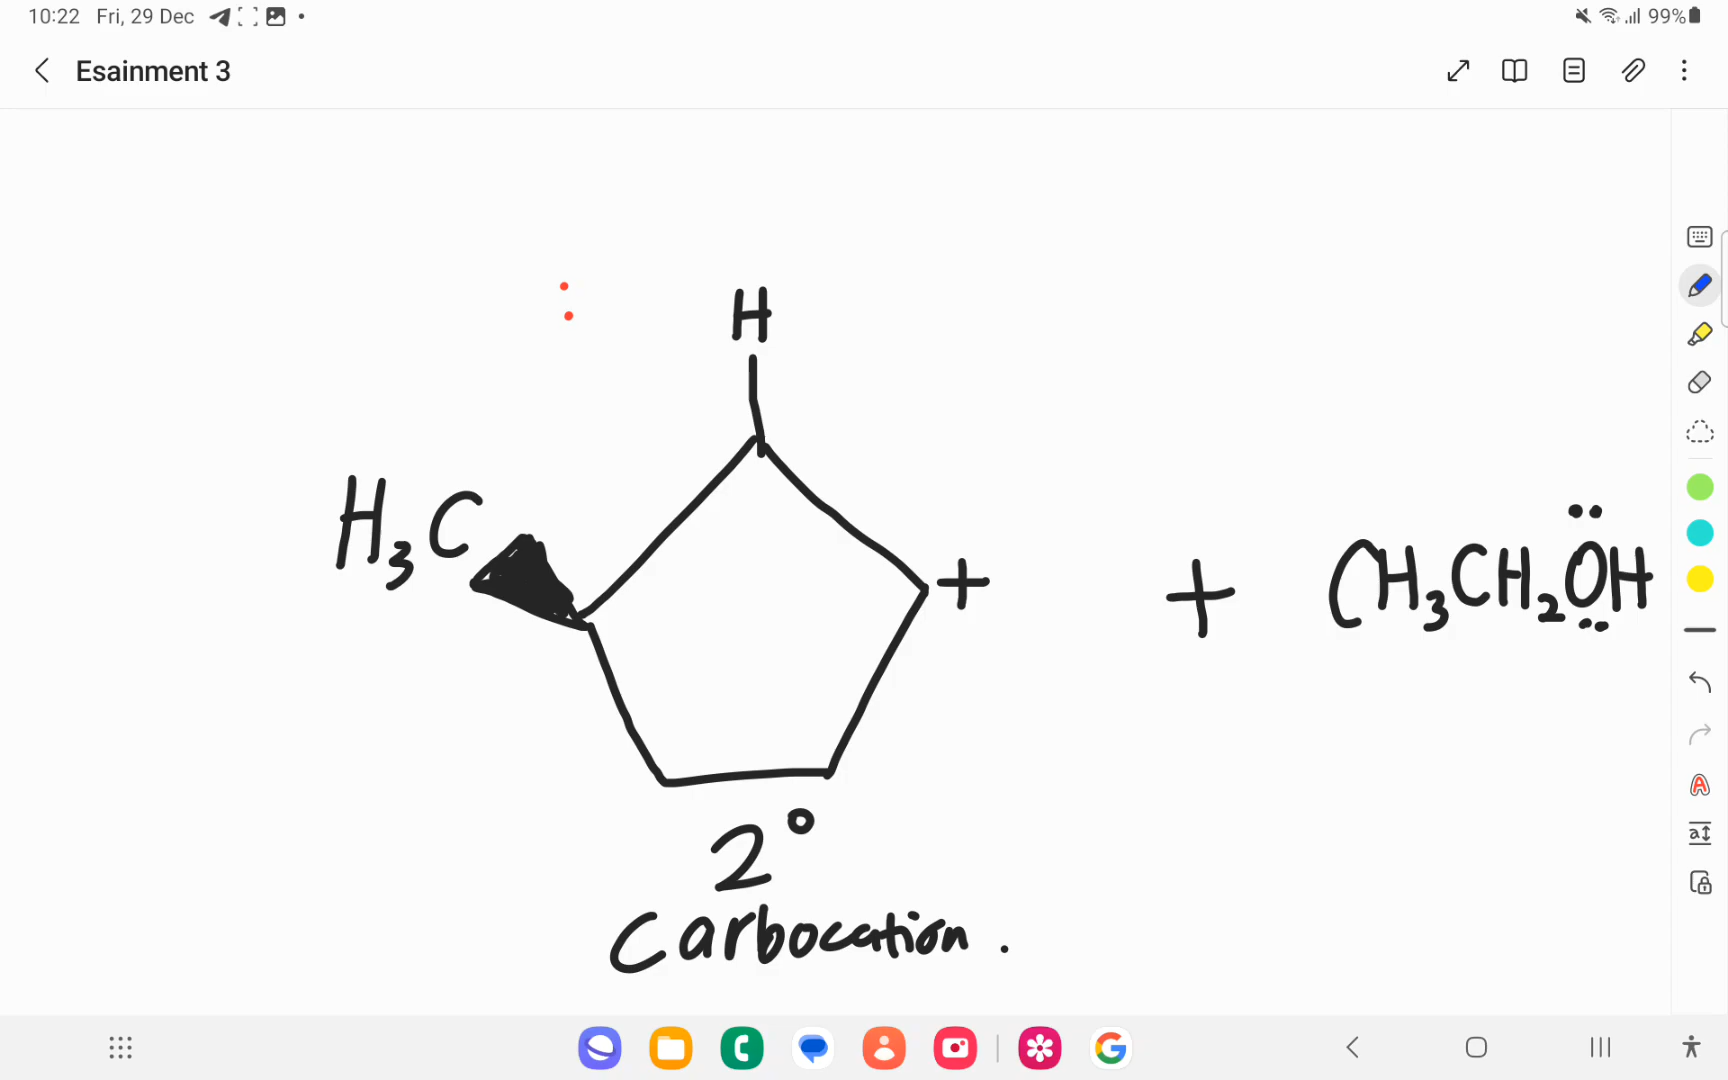 10:22 Fri, 29 Dec 99%
Esainment 3
H
H₃C
+ + CH₃CH₂OH
2°
Carbocation .